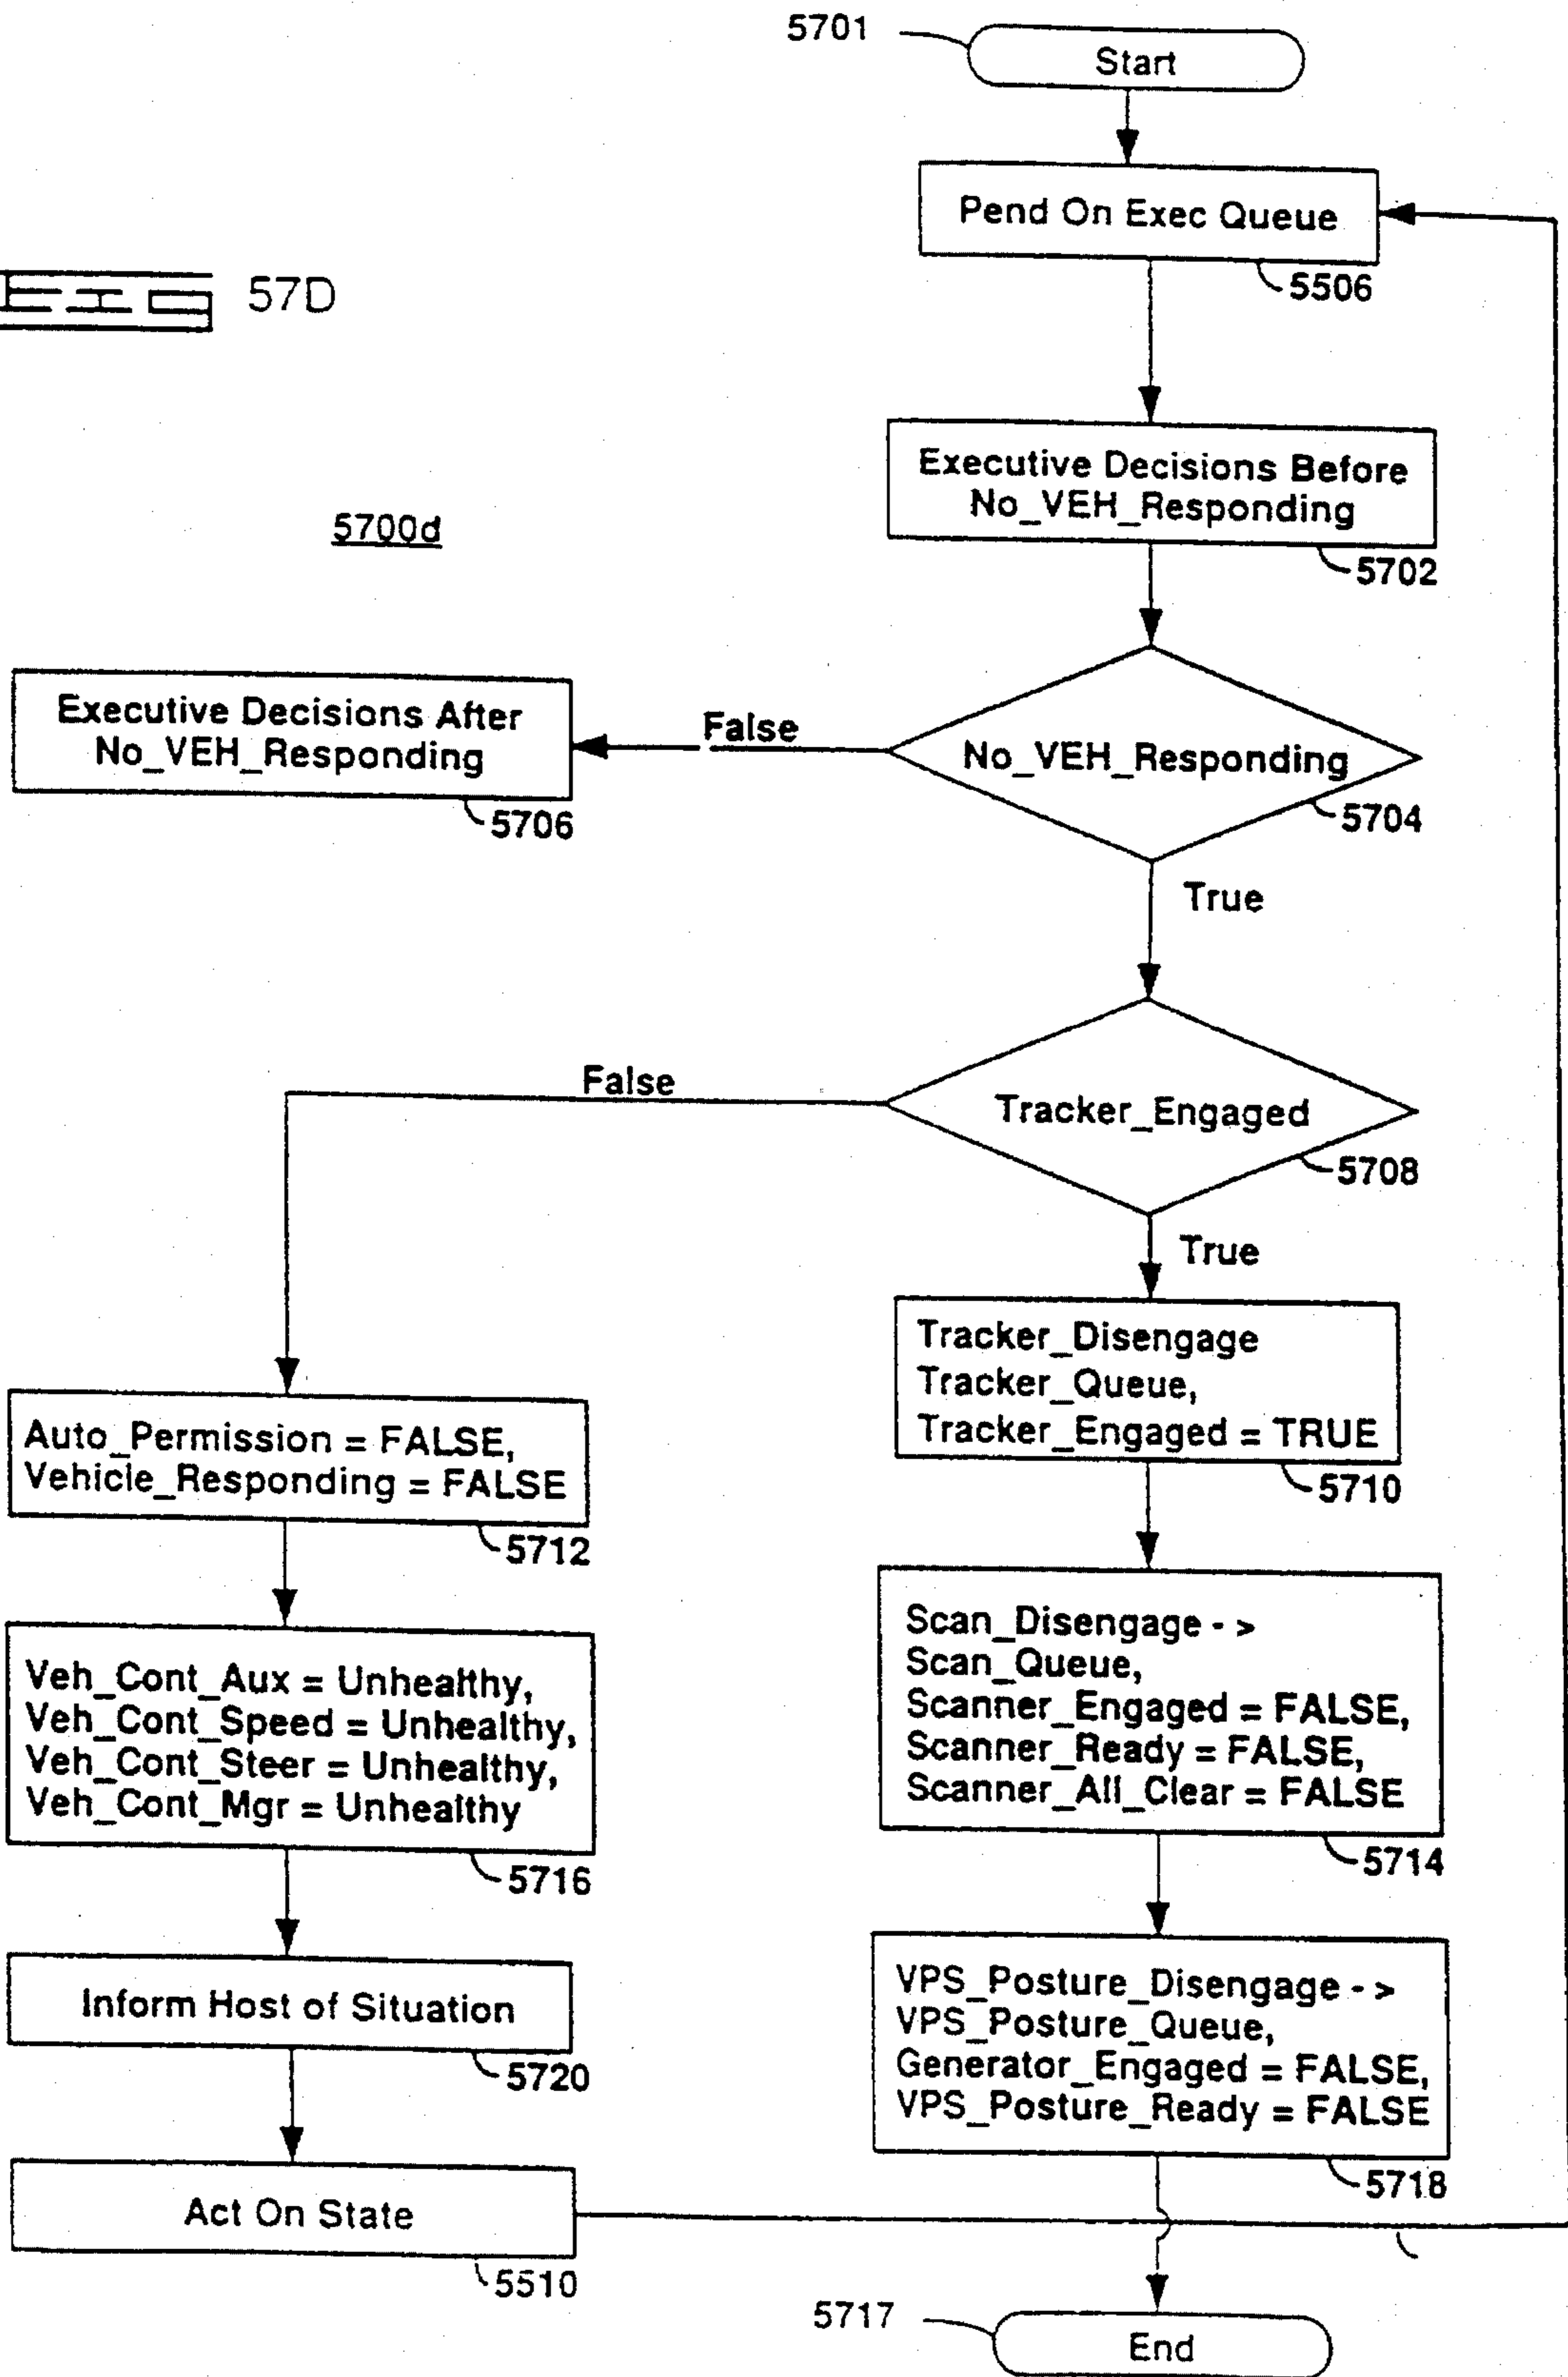 5701
Start
Pend On Exec Queue
5506
FIG 57D
Executive Decisions Before
No_VEH_Responding
5702
5700d
Executive Decisions After
No_VEH_Responding
5706
False
No_VEH_Responding
5704
True
False
Tracker_Engaged
5708
True
Tracker_Disengage
Tracker_Queue,
Tracker_Engaged = TRUE
5710
Auto_Permission = FALSE,
Vehicle_Responding = FALSE
5712
Scan_Disengage - >
Scan_Queue,
Scanner_Engaged = FALSE,
Scanner_Ready = FALSE,
Scanner_All_Clear = FALSE
5714
Veh_Cont_Aux = Unhealthy,
Veh_Cont_Speed = Unhealthy,
Veh_Cont_Steer = Unhealthy,
Veh_Cont_Mgr = Unhealthy
5716
VPS_Posture_Disengage - >
VPS_Posture_Queue,
Generator_Engaged = FALSE,
VPS_Posture_Ready = FALSE
5718
Inform Host of Situation
5720
Act On State
5510
5717
End